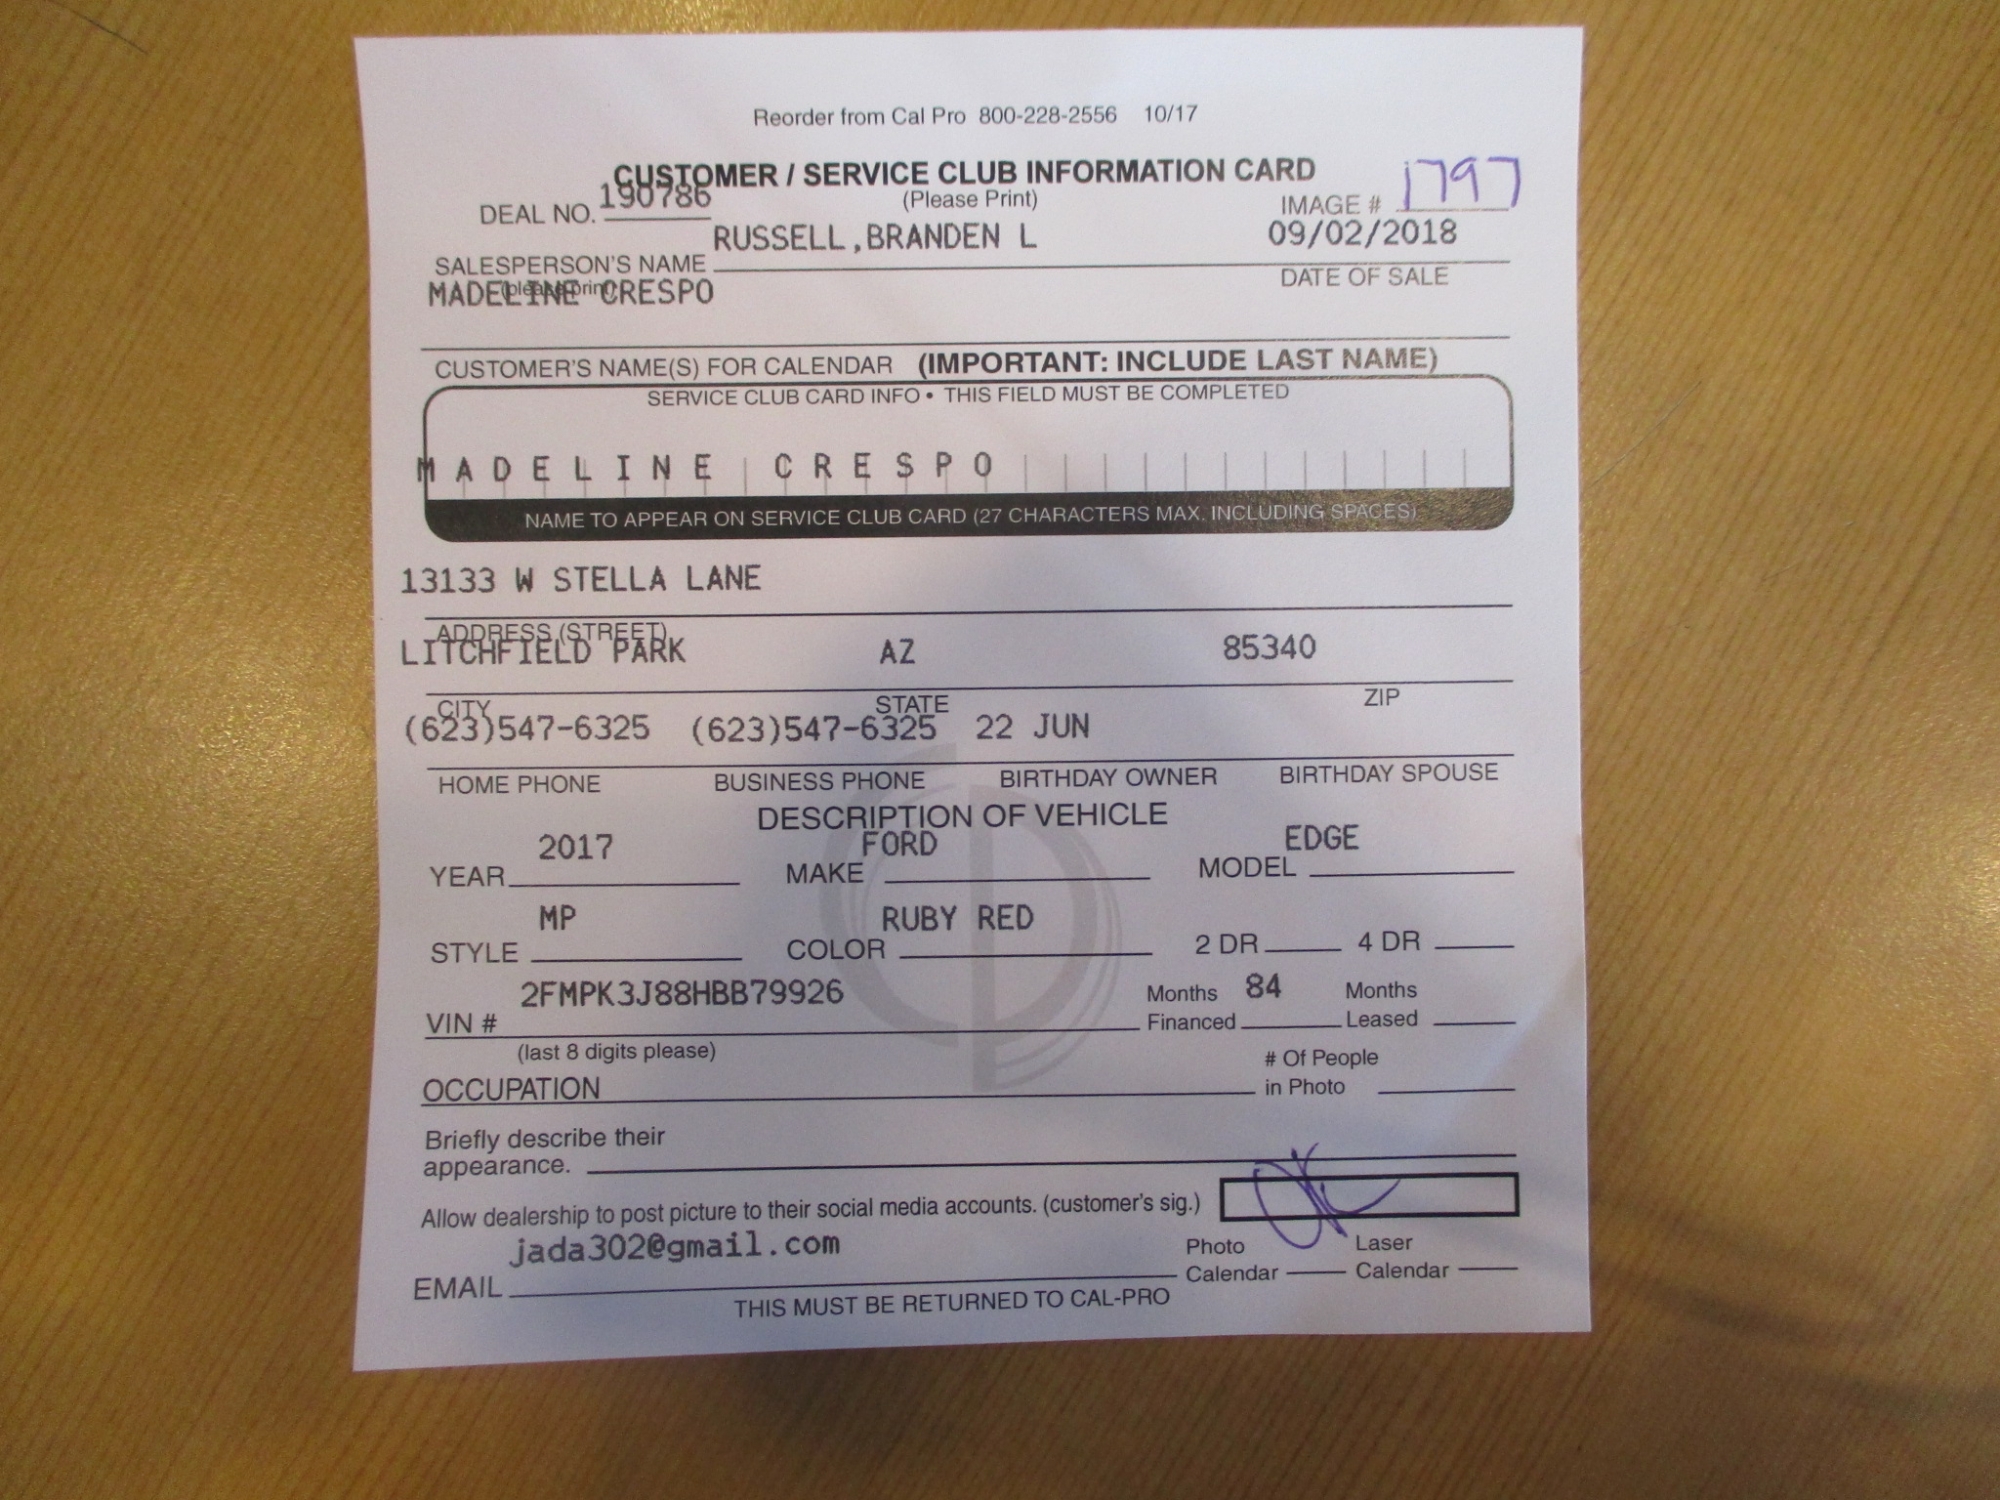 Reorder from Cal Pro 800-228-2556 10/17
CUSTOMER / SERVICE CLUB INFORMATION CARD
(Please Print)
DEAL NO. 190786
IMAGE # 1797
RUSSELL,BRANDEN L 09/02/2018
SALESPERSON'S NAME DATE OF SALE
(please print)
MADELINE CRESPO
CUSTOMER'S NAME(S) FOR CALENDAR (IMPORTANT: INCLUDE LAST NAME)
SERVICE CLUB CARD INFO • THIS FIELD MUST BE COMPLETED
MADELINE CRESPO
NAME TO APPEAR ON SERVICE CLUB CARD (27 CHARACTERS MAX. INCLUDING SPACES)
13133 W STELLA LANE
ADDRESS (STREET)
LITCHFIELD PARK AZ 85340
CITY STATE ZIP
(623)547-6325 (623)547-6325 22 JUN
HOME PHONE BUSINESS PHONE BIRTHDAY OWNER BIRTHDAY SPOUSE
DESCRIPTION OF VEHICLE
2017 FORD EDGE
YEAR MAKE MODEL
MP RUBY RED
STYLE COLOR 2 DR 4 DR
2FMPK3J88HBB79926 Months 84 Months
VIN # Financed Leased
(last 8 digits please) # Of People
OCCUPATION in Photo
Briefly describe their
appearance.
Allow dealership to post picture to their social media accounts. (customer's sig.)
jada302@gmail.com Photo Laser
EMAIL Calendar Calendar
THIS MUST BE RETURNED TO CAL-PRO